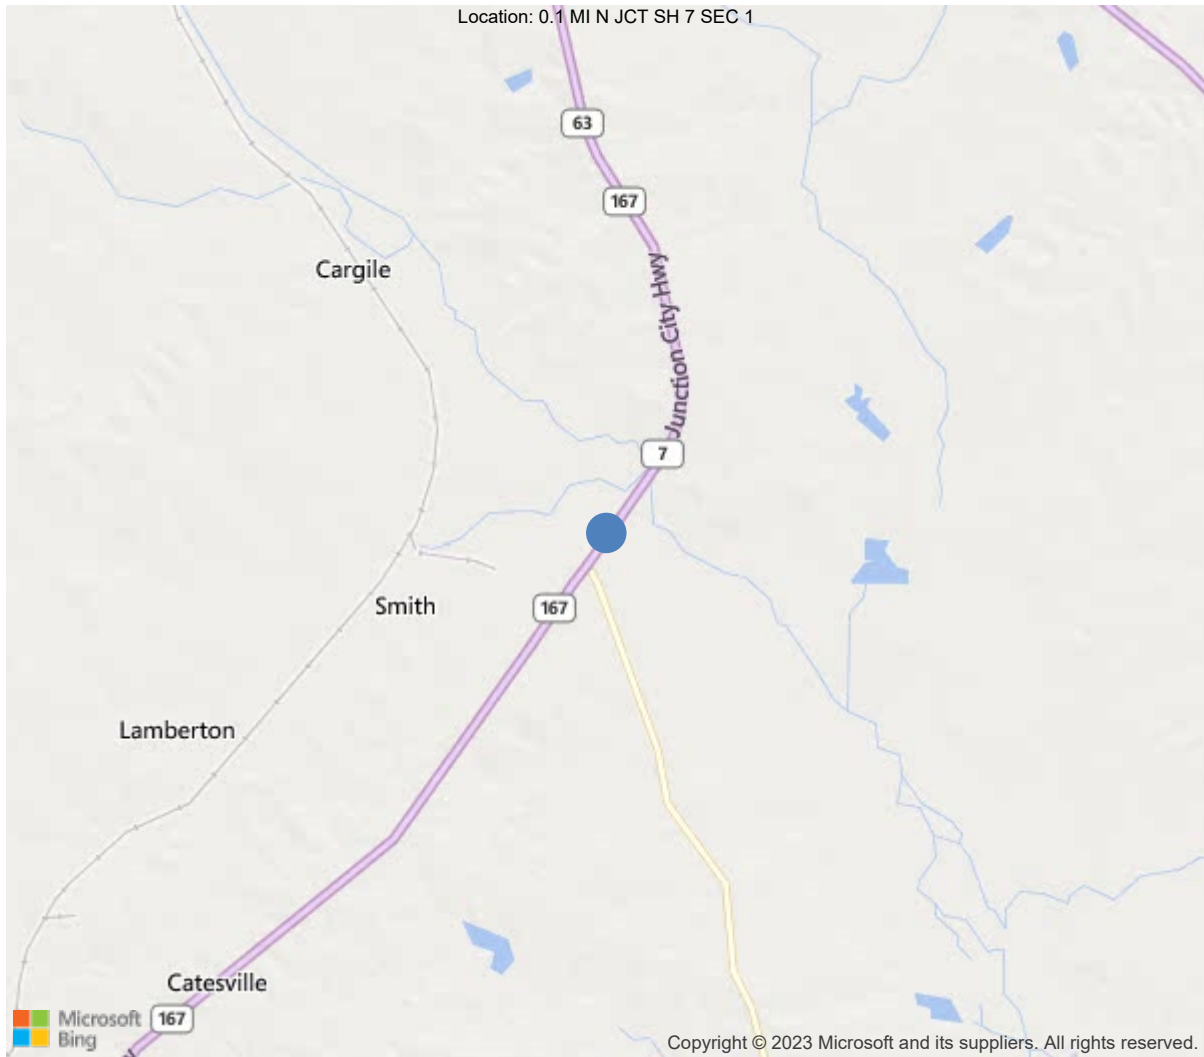 Location: 0.1 MI N JCT SH 7 SEC 1
63
167
Cargile
Junction City Hwy
7
Smith
167
Lamberton
Catesville
167
Microsoft
Bing
Copyright © 2023 Microsoft and its suppliers. All rights reserved.